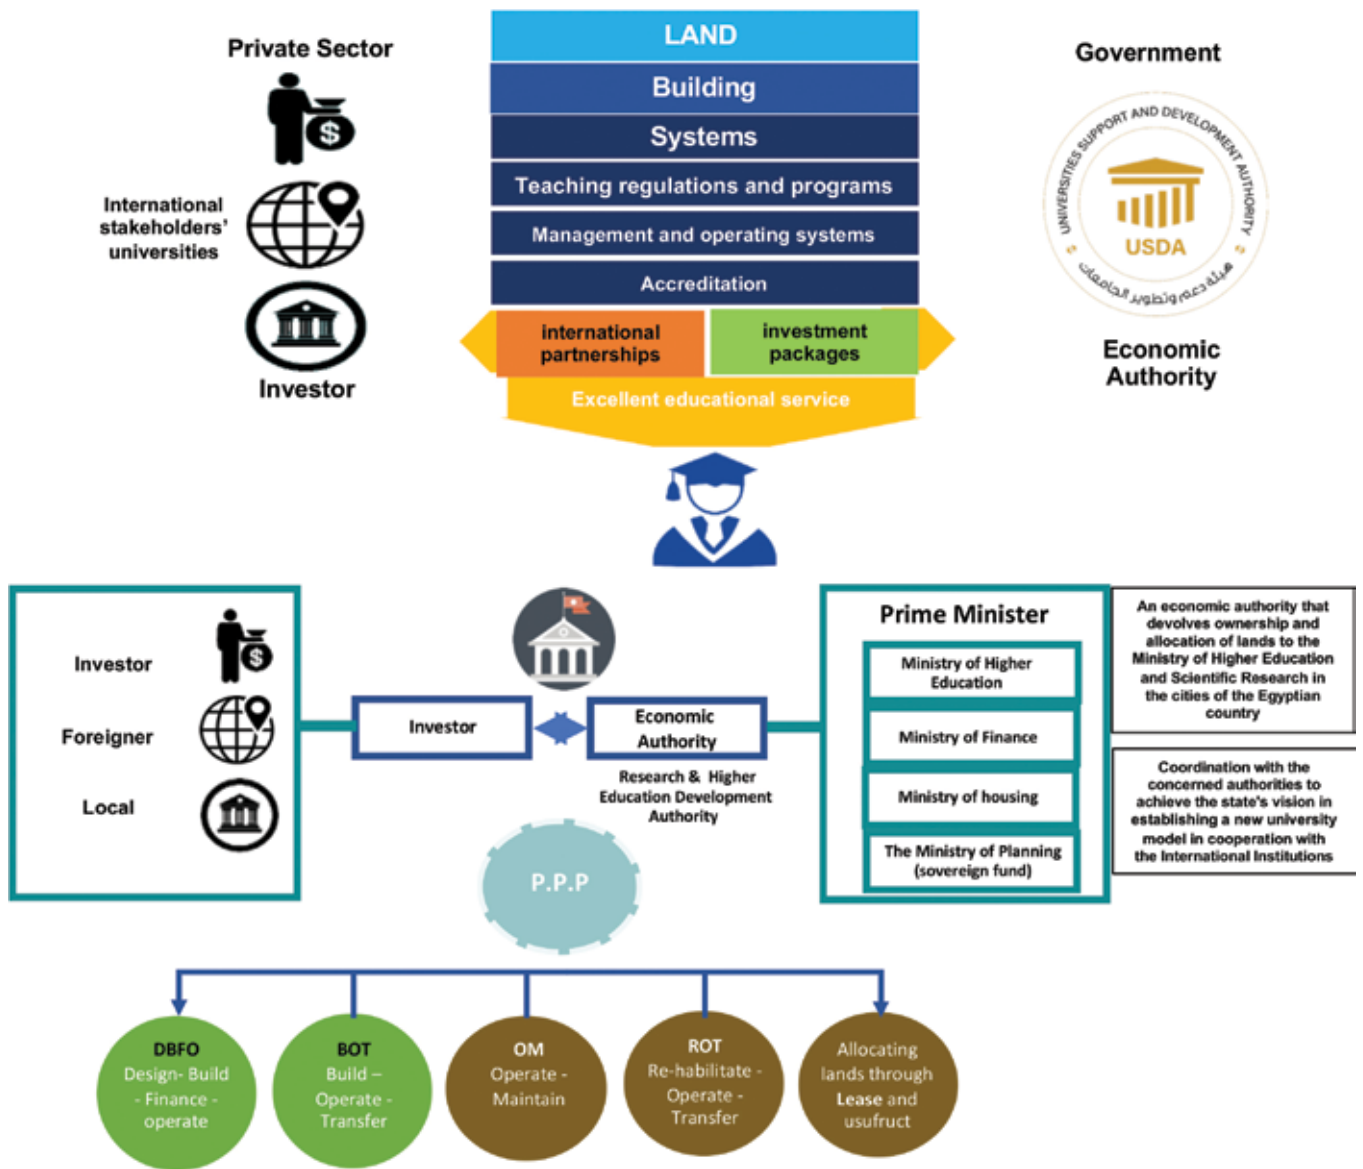 Private Sector
International
stakeholders'
universities
Investor
LAND
Building
Systems
Teaching regulations and programs
Management and operating systems
Accreditation
international
partnerships
investment
packages
Excellent educational service
Government
UNIVERSITIES SUPPORT AND DEVELOPMENT AUTHORITY
USDA
هيئة دعم وتطوير الجامعات
Economic
Authority
Investor
Foreigner
Local
Investor
Economic
Authority
Research & Higher
Education Development
Authority
Prime Minister
Ministry of Higher
Education
Ministry of Finance
Ministry of housing
The Ministry of Planning
(sovereign fund)
An economic authority that
devolves ownership and
allocation of lands to the
Ministry of Higher Education
and Scientific Research in
the cities of the Egyptian
country
Coordination with the
concerned authorities to
achieve the state's vision in
establishing a new university
model in cooperation with
the International Institutions
P.P.P
DBFO
Design- Build
- Finance -
operate
BOT
Build –
Operate -
Transfer
OM
Operate -
Maintain
ROT
Re-habilitate -
Operate -
Transfer
Allocating
lands through
Lease and
usufruct